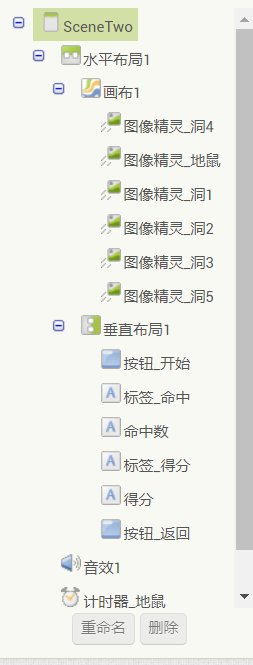 SceneTwo
水平布局1
画布1
图像精灵_洞4
图像精灵_地鼠
图像精灵_洞1
图像精灵_洞2
图像精灵_洞3
图像精灵_洞5
垂直布局1
按钮_开始
A 标签_命中
A 命中数
A 标签_得分
A 得分
按钮_返回
音效1
计时器_地鼠
重命名 删除